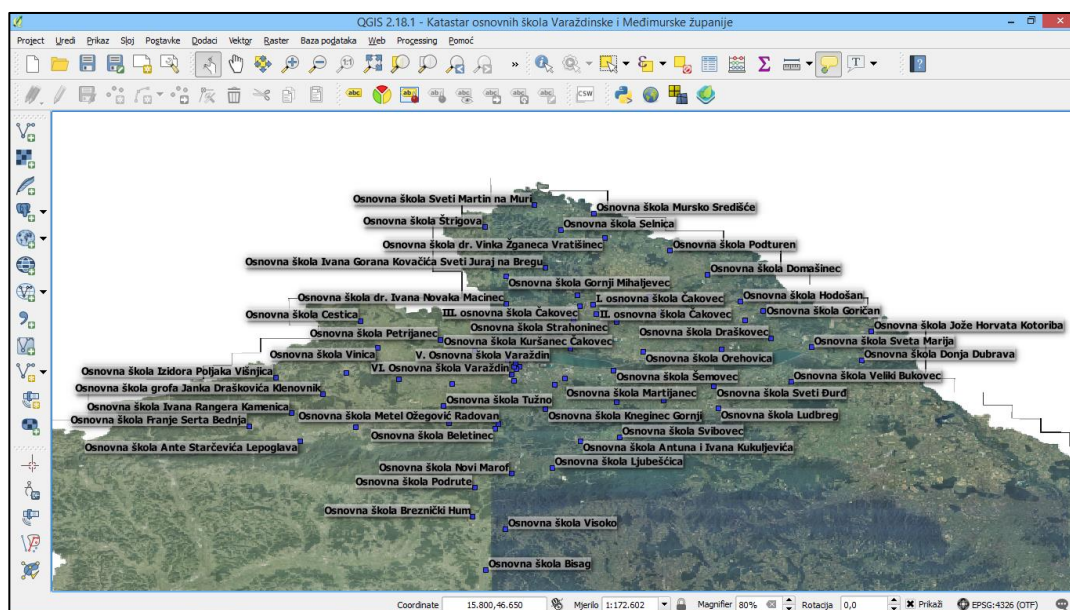 QGIS 2.18.1 - Katastar osnovnih škola Varaždinske i Međimurske županije
Project Uredi Prikaz Sloj Postavke Dodaci Vektor Raster Baza podataka Web Processing Pomoć
Osnovna škola Sveti Martin na Muri
Osnovna škola Mursko Središće
Osnovna škola Štrigova
Osnovna škola Selnica
Osnovna škola dr. Vinka Žganeca Vratišinec
Osnovna škola Podturen
Osnovna škola Ivana Gorana Kovačića Sveti Juraj na Bregu
Osnovna škola Domašinec
Osnovna škola Gornji Mihaljevec
Osnovna škola dr. Ivana Novaka Macinec
I. osnovna škola Čakovec
Osnovna škola Hodošan
Osnovna škola Cestica
III. osnovna škola Čakovec
II. osnovna škola Čakovec
Osnovna škola Goričan
Osnovna škola Petrijanec
Osnovna škola Strahoninec
Osnovna škola Draškovec
Osnovna škola Jože Horvata Kotoriba
Osnovna škola Kuršanec Čakovec
Osnovna škola Sveta Marija
Osnovna škola Vinica
V. Osnovna škola Varaždin
Osnovna škola Orehovica
Osnovna škola Donja Dubrava
Osnovna škola Izidora Poljaka Višnjica
VI. Osnovna škola Varaždin
Osnovna škola Šemovec
Osnovna škola Veliki Bukovec
Osnovna škola grofa Janka Draškovića Klenovnik
Osnovna škola Martijanec
Osnovna škola Sveti Đurđ
Osnovna škola Tužno
Osnovna škola Ivana Rangera Kamenica
Osnovna škola Metel Ožegović Radovan
Osnovna škola Kneginec Gornji
Osnovna škola Ludbreg
Osnovna škola Franje Serta Bednja
Osnovna škola Beletinec
Osnovna škola Svibovec
Osnovna škola Ante Starčevića Lepoglava
Osnovna škola Antuna i Ivana Kukuljevića
Osnovna škola Novi Marof
Osnovna škola Ljubešćica
Osnovna škola Podrute
Osnovna škola Breznički Hum
Osnovna škola Visoko
Osnovna škola Bisag
Coordinate 15.800,46.650 Mjerilo 1:172.602 Magnifier 80% Rotacija 0,0 Prikaži EPSG:4326 (OTF)